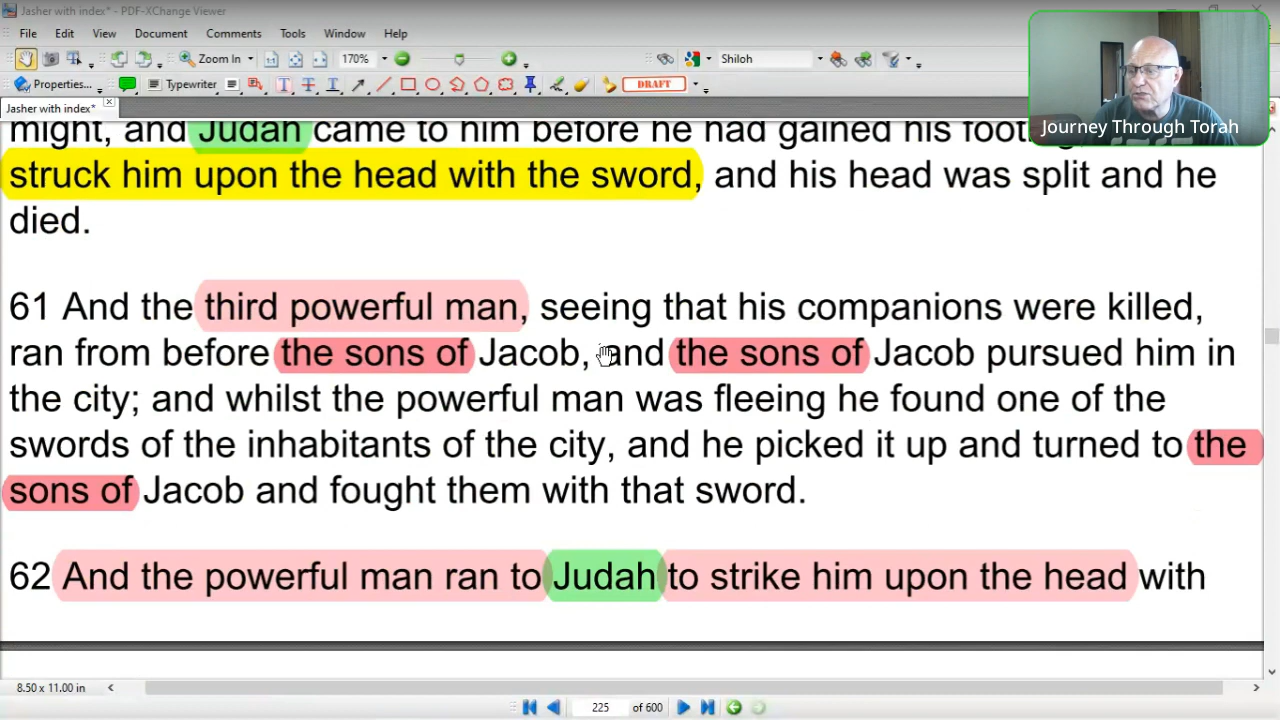 Jasher with index* - PDF-XChange Viewer
File Edit View Document Comments Tools Window Help
Zoom In 170% Shiloh
Properties... Typewriter DRAFT
Jasher with index*
Journey Through Torah
might, and Judah came to him before he had gained his foot
struck him upon the head with the sword, and his head was split and he
died.
61 And the third powerful man, seeing that his companions were killed,
ran from before the sons of Jacob, and the sons of Jacob pursued him in
the city; and whilst the powerful man was fleeing he found one of the
swords of the inhabitants of the city, and he picked it up and turned to the
sons of Jacob and fought them with that sword.
62 And the powerful man ran to Judah to strike him upon the head with
8.50 x 11.00 in
225 of 600